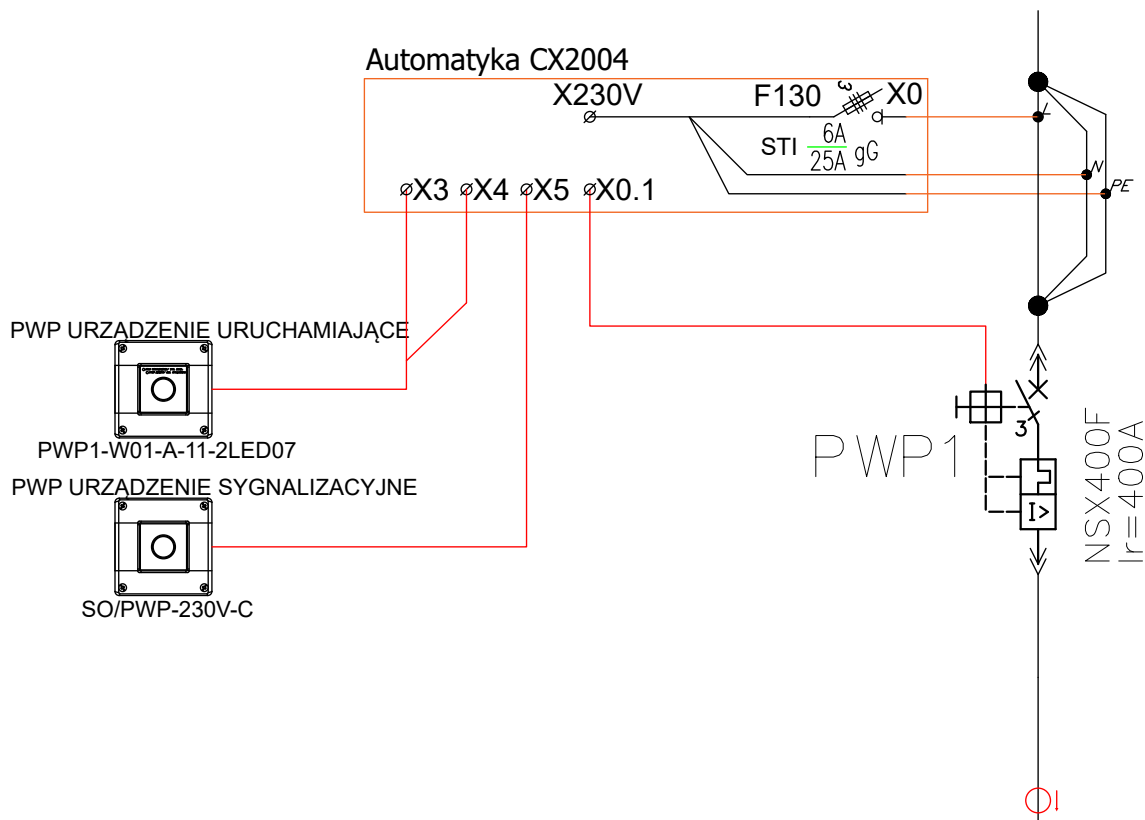 Automatyka CX2004
X230V
F130
3
X0
L
STI 6A
25A gG
N
PE
X3
X4
X5
X0.1
PWP URZĄDZENIE URUCHAMIAJĄCE
PWP1-W01-A-11-2LED07
PWP URZĄDZENIE SYGNALIZACYJNE
SO/PWP-230V-C
PWP1
3
I>
NSX400F
Ir=400A